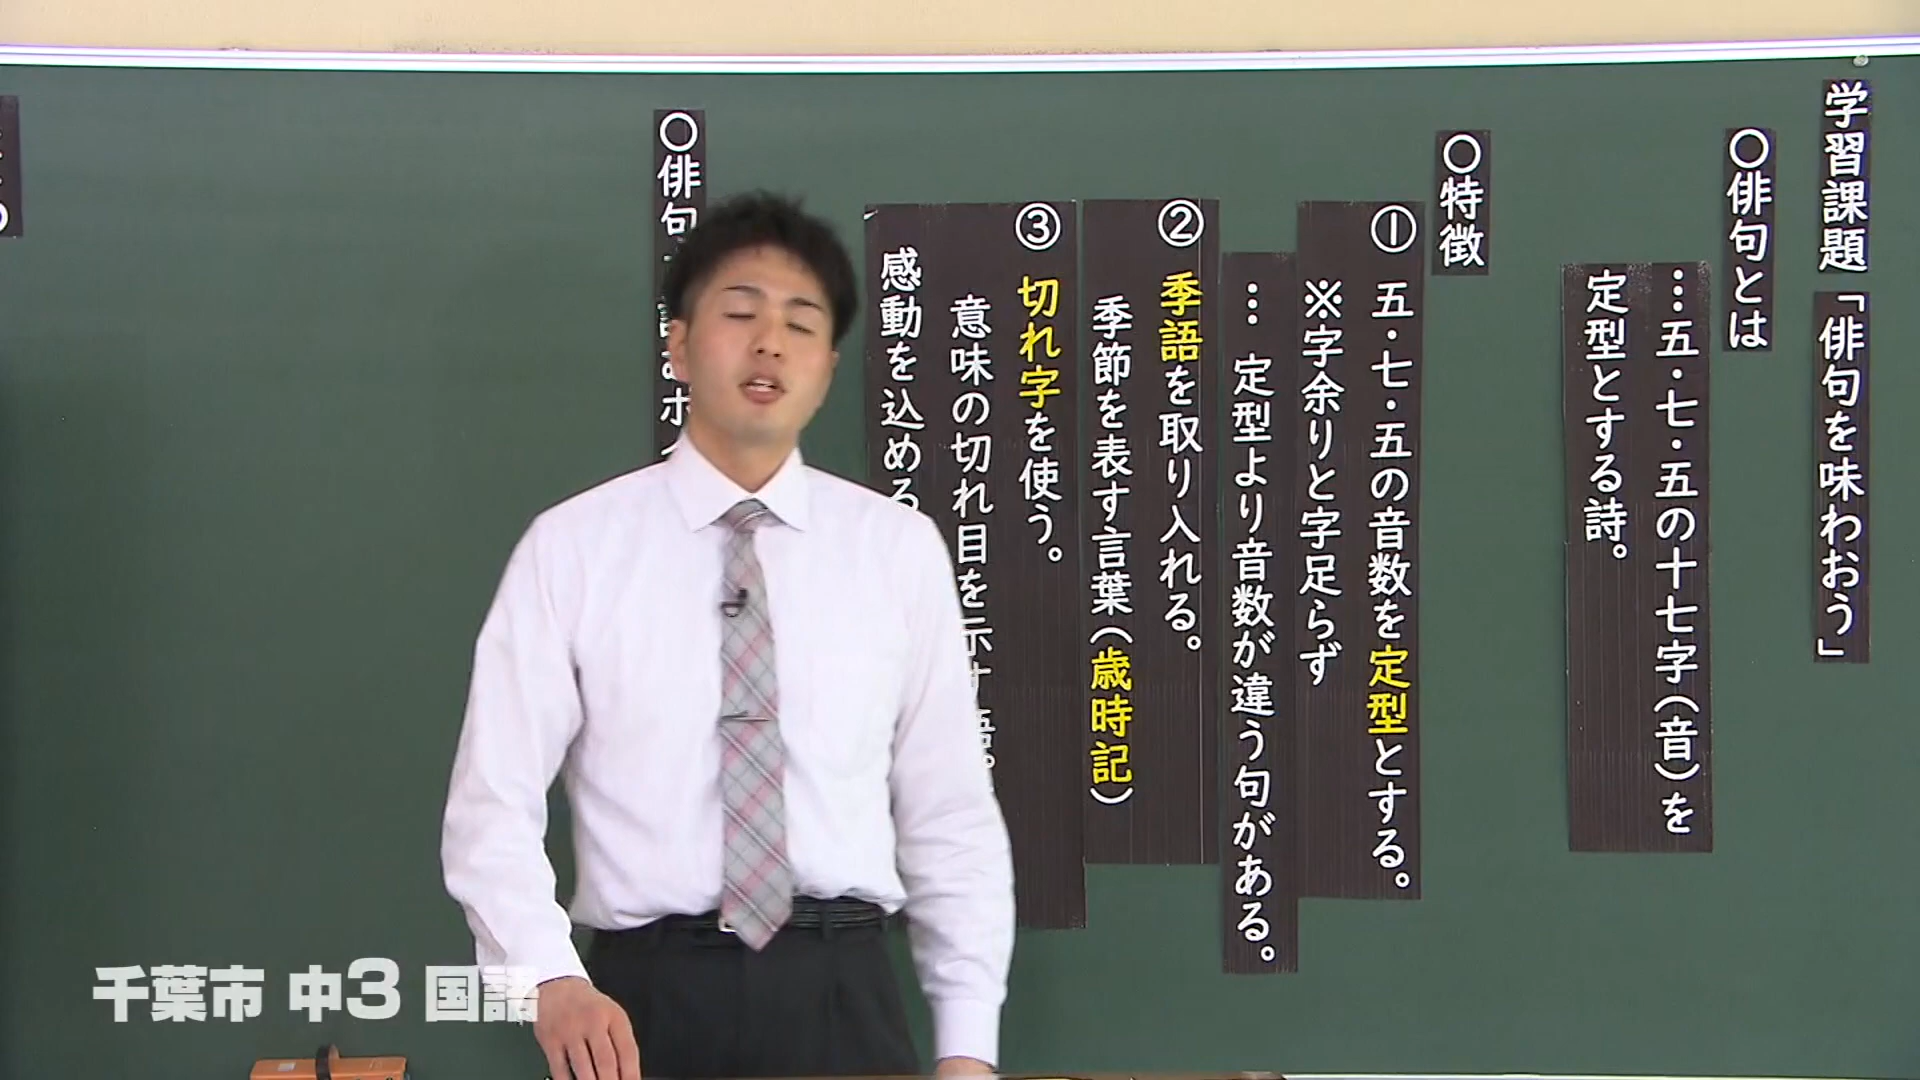 学習課題「俳句を味わおう」
〇俳句とは
…五・七・五の十七字(音)を
定型とする詩。
〇特徴
① 五・七・五の音数を定型とする。
※字余りと字足らず
… 定型より音数が違う句がある。
② 季語を取り入れる。
季節を表す言葉(歳時記)
③ 切れ字を使う。
意味の切れ目を示す語。
感動を込める
〇俳句
千葉市 中3 国語